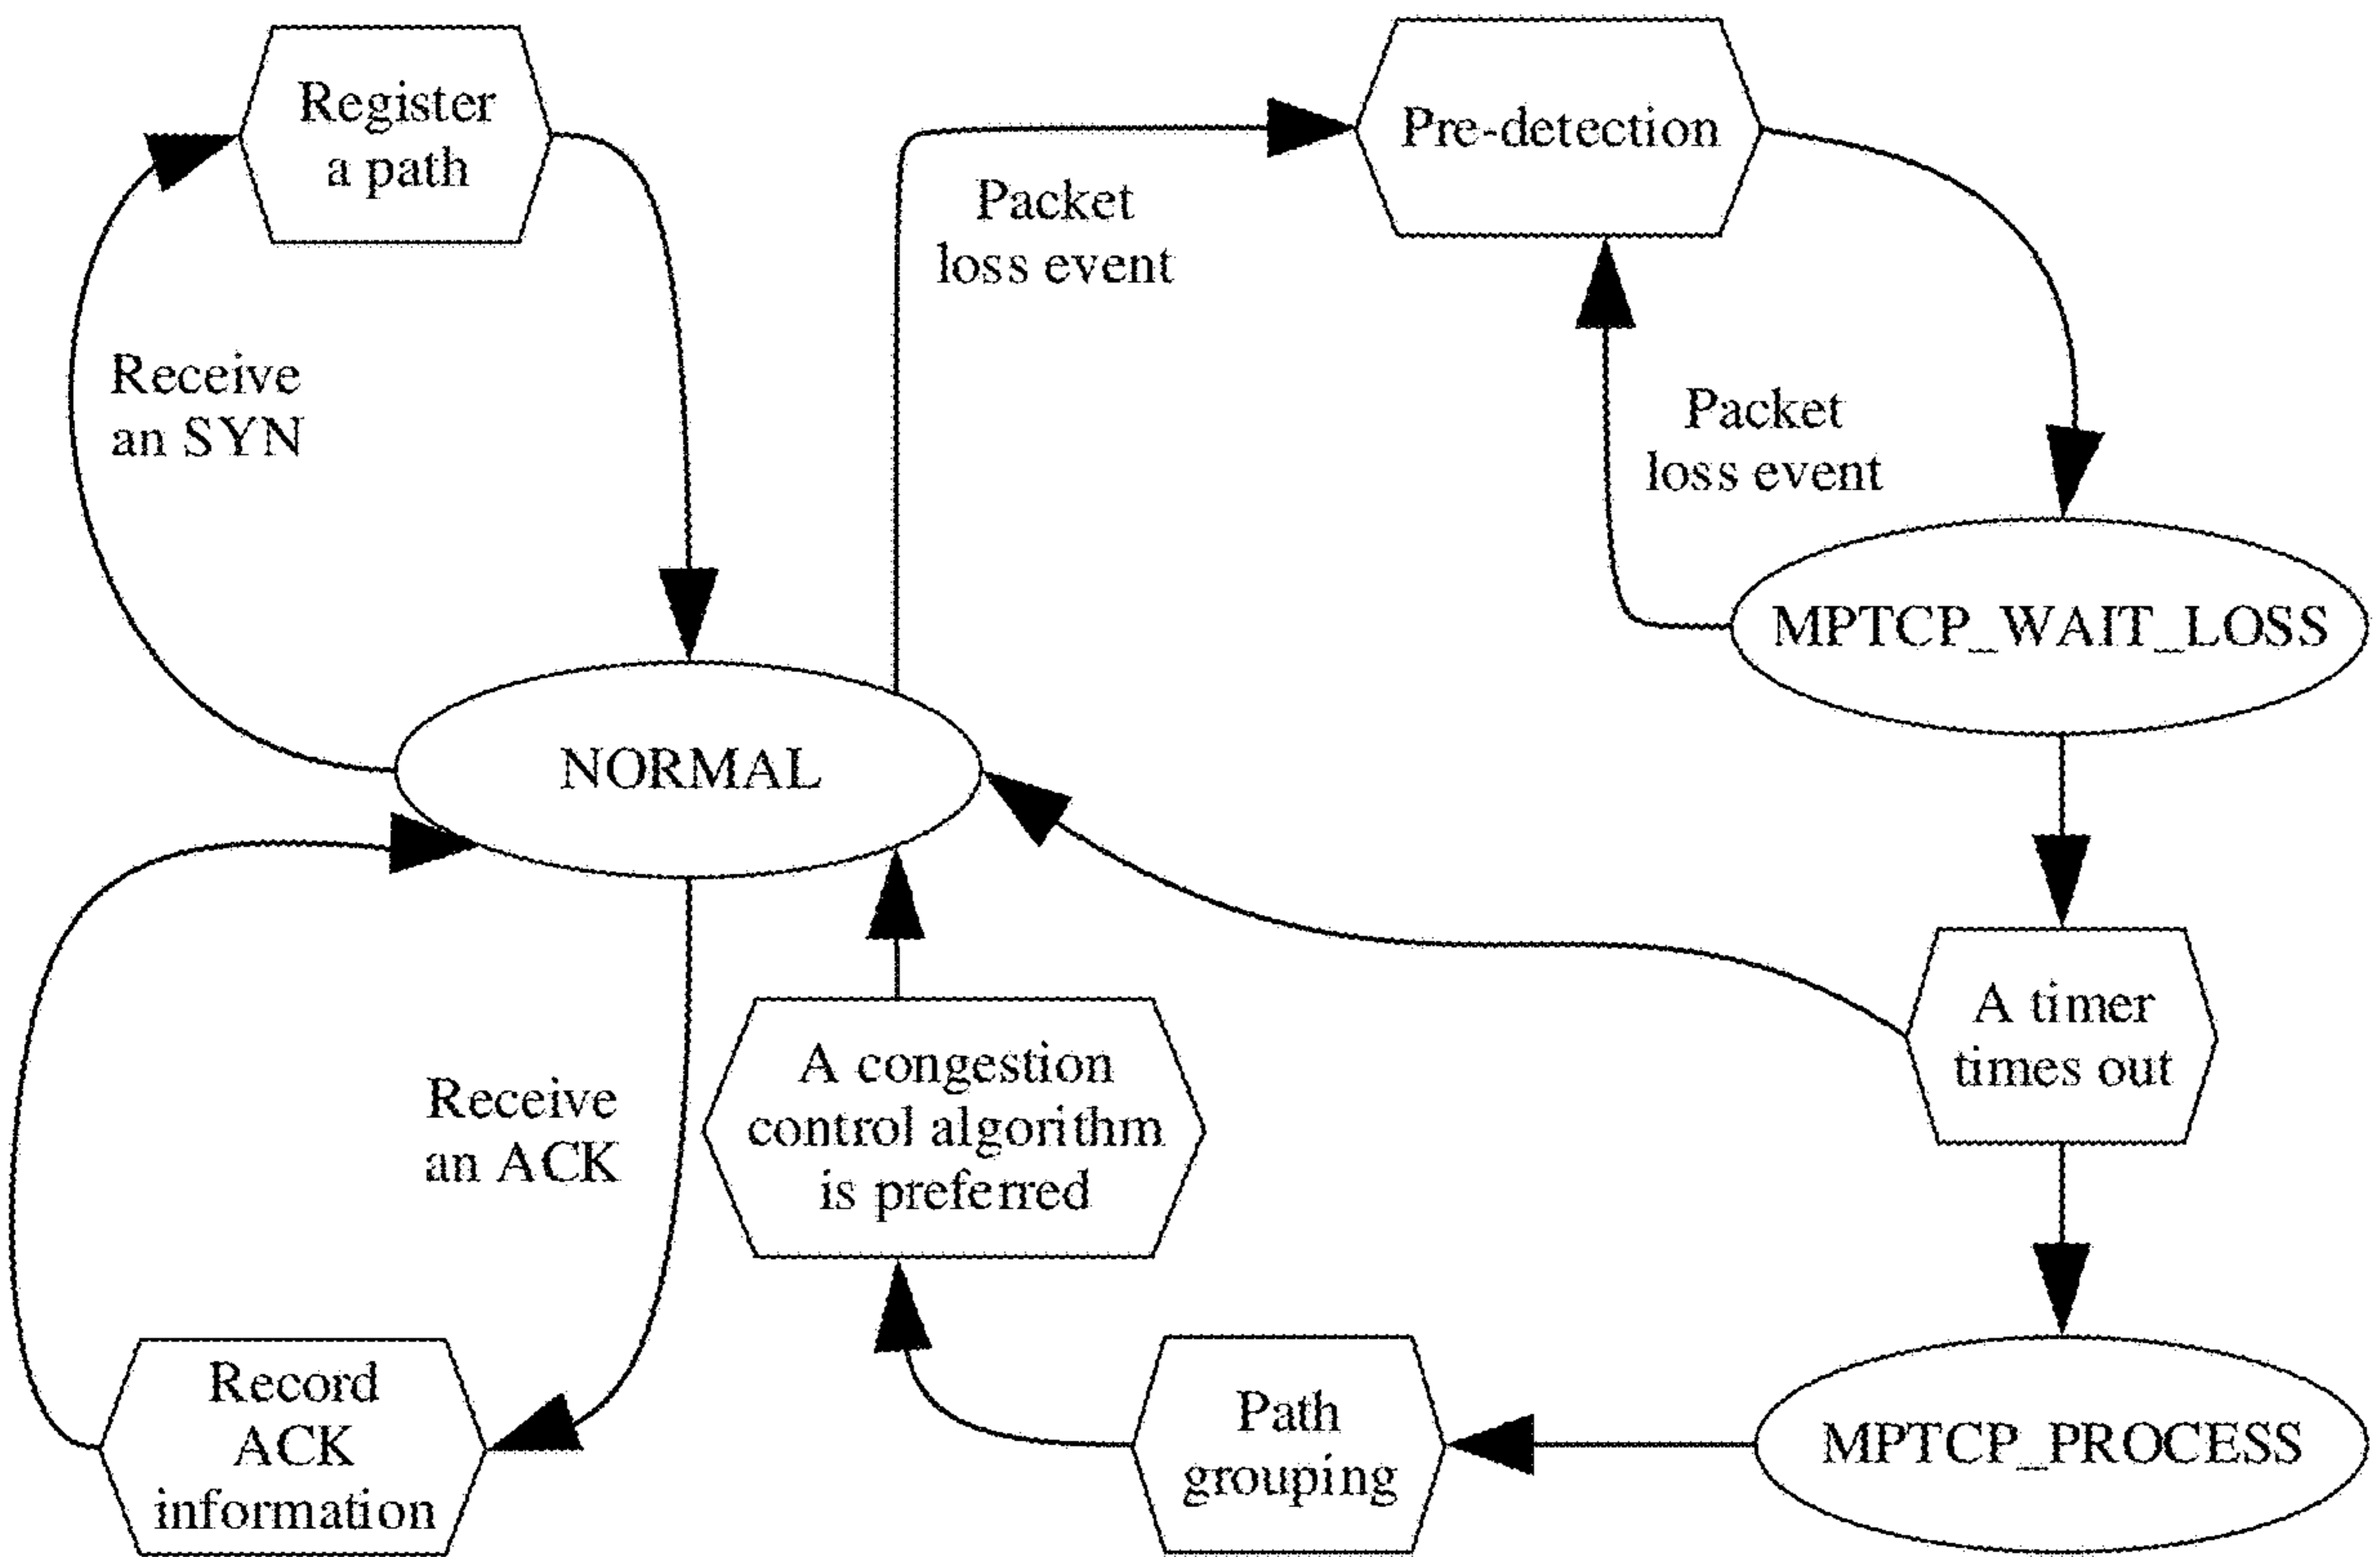 Register
a path
Pre-detection
Packet
loss event
Receive
an SYN
Packet
loss event
MPTCP_WAIT_LOSS
NORMAL
A timer
times out
A congestion
control algorithm
is preferred
Receive
an ACK
Record
ACK
information
Path
grouping
MPTCP_PROCESS